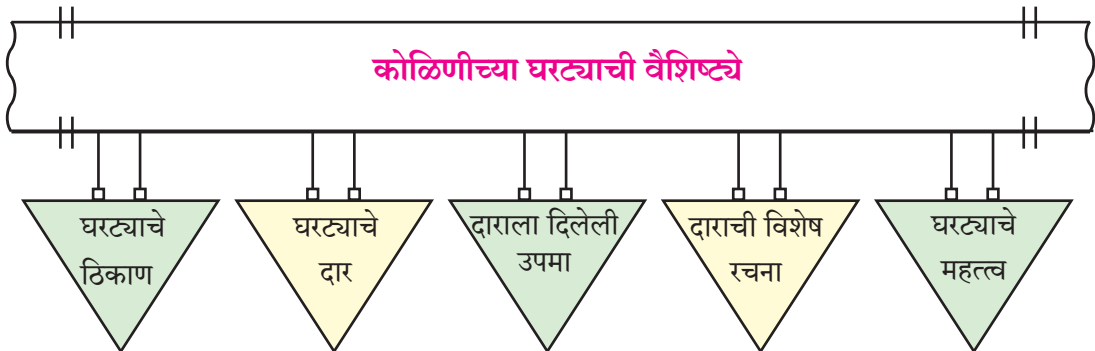 कोळिणीच्या घरट्याची वैशिष्ट्ये
घरट्याचे
ठिकाण
घरट्याचे
दार
दाराला दिलेली
उपमा
दाराची विशेष
रचना
घरट्याचे
महत्त्व